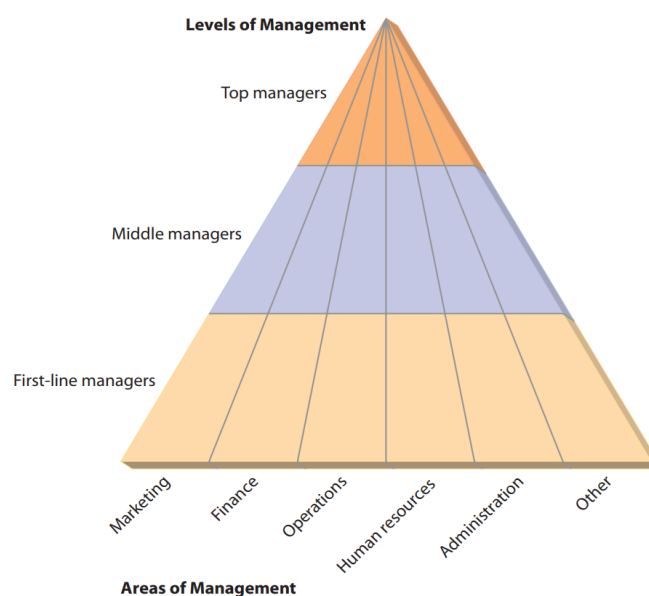 Levels of Management
Top managers
Middle managers
First-line managers
Marketing
Finance
Operations
Human resources
Administration
Other
Areas of Management